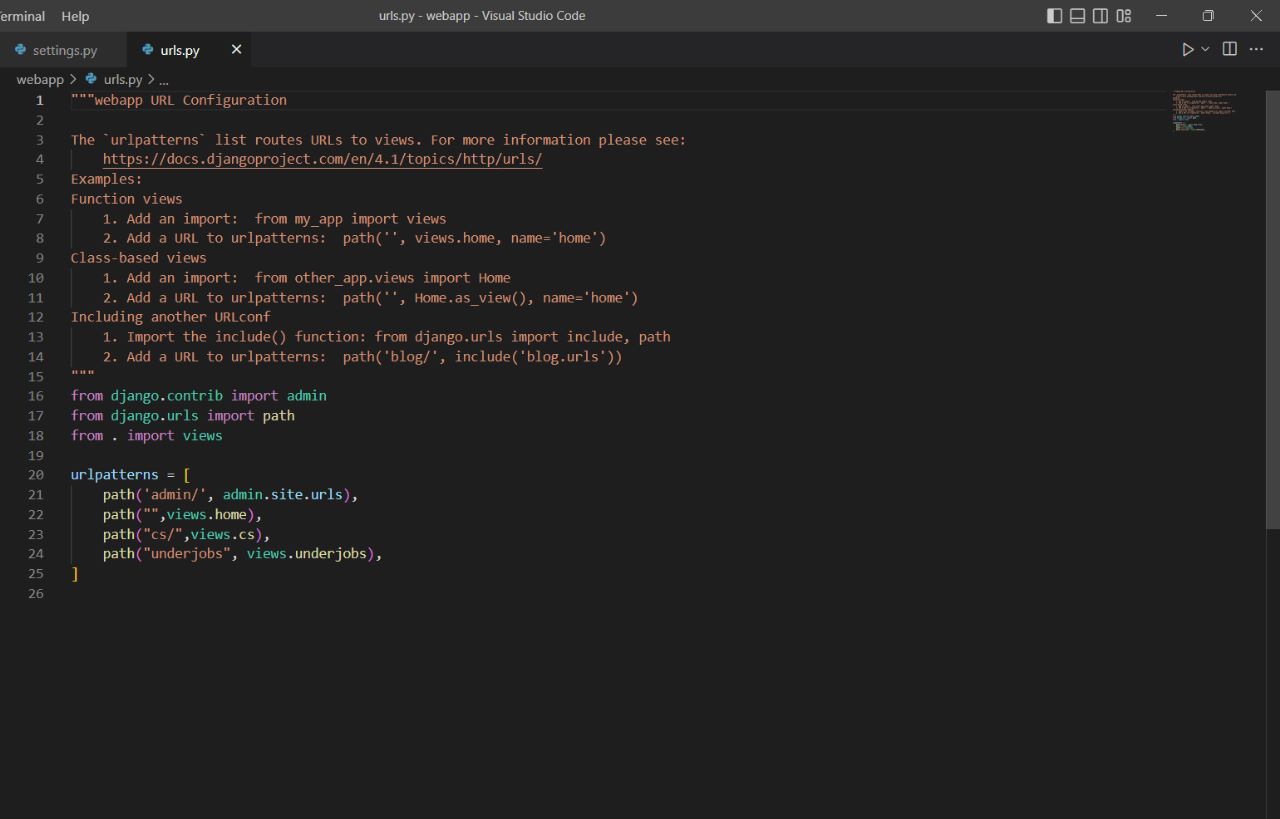 Terminal Help urls.py - webapp - Visual Studio Code
settings.py urls.py
webapp > urls.py > ...
1 """webapp URL Configuration
2
3 The `urlpatterns` list routes URLs to views. For more information please see:
4     https://docs.djangoproject.com/en/4.1/topics/http/urls/
5 Examples:
6 Function views
7     1. Add an import:  from my_app import views
8     2. Add a URL to urlpatterns:  path('', views.home, name='home')
9 Class-based views
10     1. Add an import:  from other_app.views import Home
11     2. Add a URL to urlpatterns:  path('', Home.as_view(), name='home')
12 Including another URLconf
13     1. Import the include() function: from django.urls import include, path
14     2. Add a URL to urlpatterns:  path('blog/', include('blog.urls'))
15 """
16 from django.contrib import admin
17 from django.urls import path
18 from . import views
19
20 urlpatterns = [
21     path('admin/', admin.site.urls),
22     path("",views.home),
23     path("cs/",views.cs),
24     path("underjobs", views.underjobs),
25 ]
26